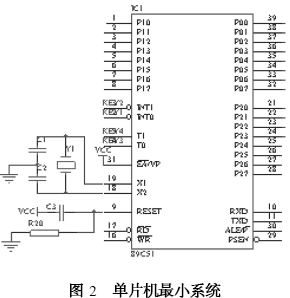 IC1
1 P10 P00 39
2 P11 P01 38
3 P12 P02 37
4 P13 P03 36
5 P14 P04 35
6 P15 P05 34
7 P16 P06 33
8 P17 P07 32
INT1 P20 21
INT0 P21 22
P22 23
T1 P23 24
T0 P24 25
VCC P25 26
31 EA/VP P26 27
P27 28
Y1
19 X1
18 X2
VCC C3 9 RESET RXD 10
TXD 11
R20 17 RD ALE/P 30
16 WR PSEN 29
89C51
图 2 单片机最小系统